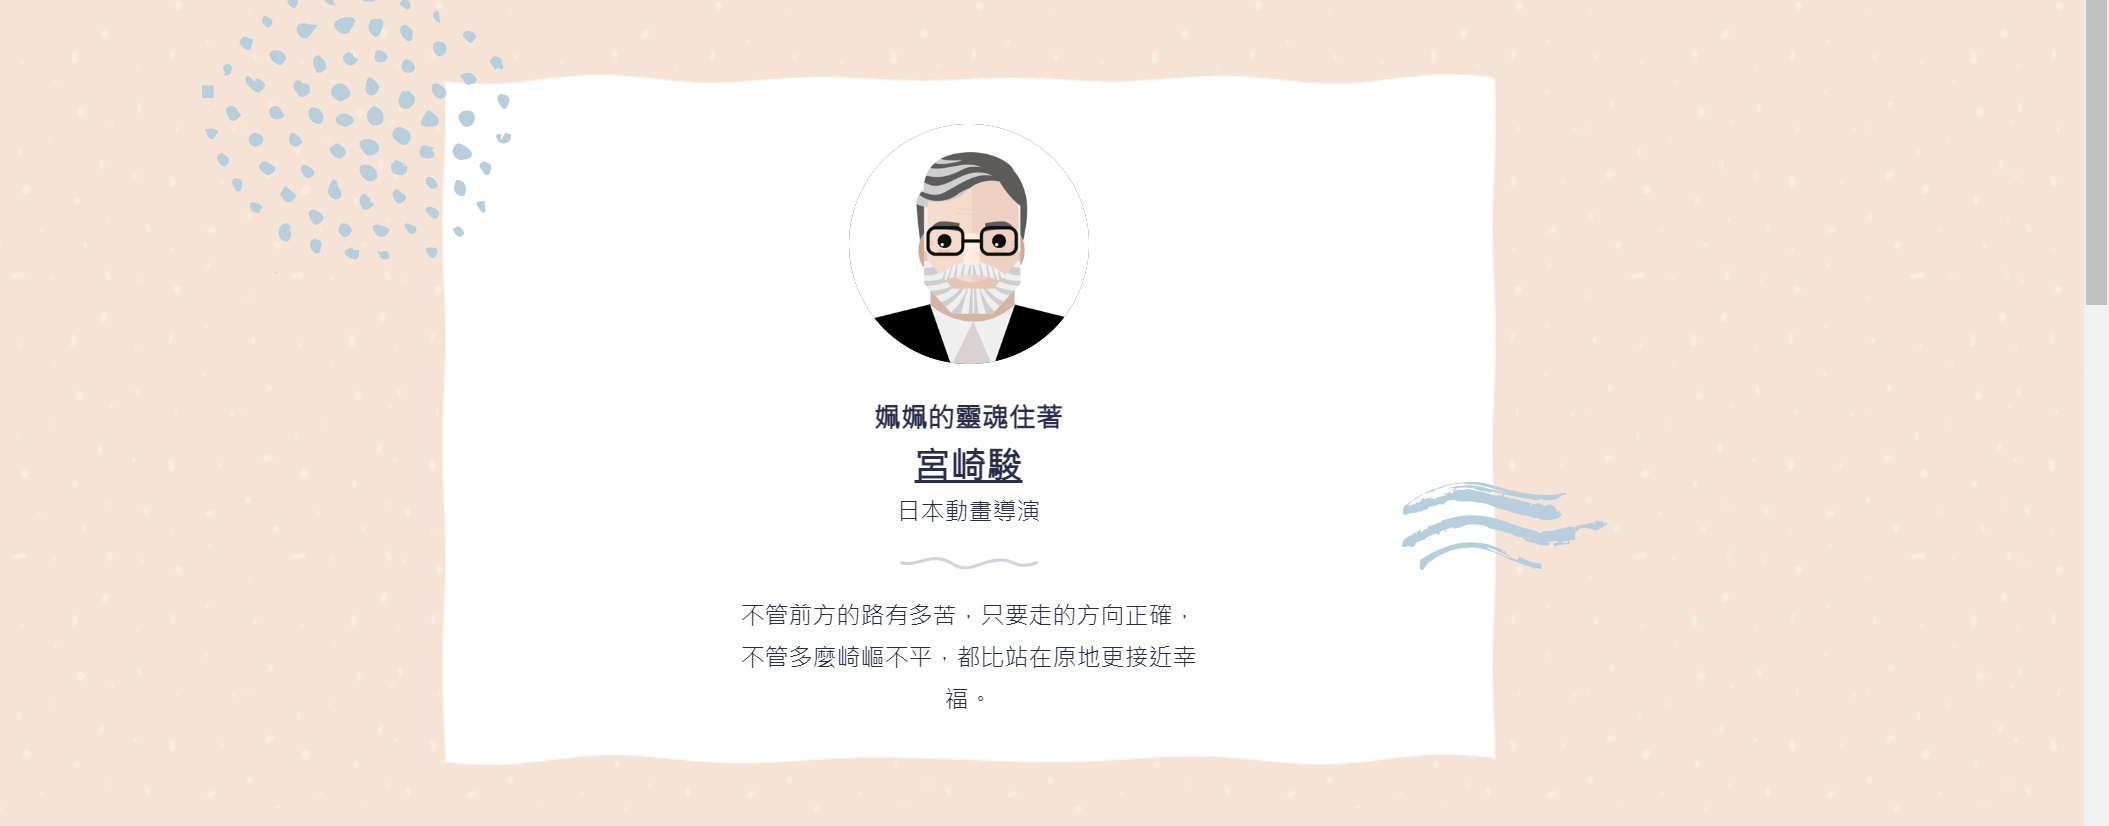 姵姵的靈魂住著
宮崎駿
日本動畫導演
不管前方的路有多苦，只要走的方向正確，
不管多麼崎嶇不平，都比站在原地更接近幸
福。